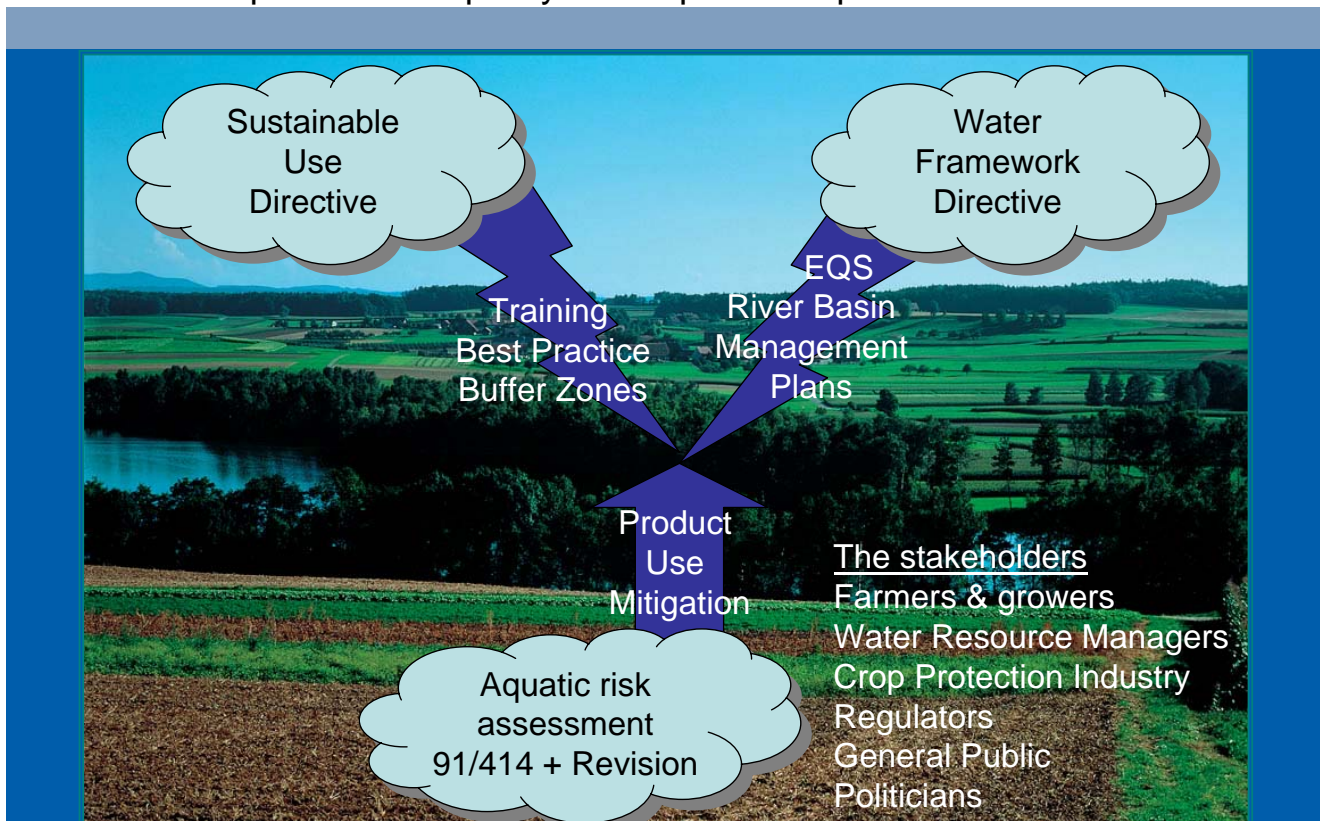 Sustainable
Use
Directive
Water
Framework
Directive
Training
Best Practice
Buffer Zones
EQS
River Basin
Management
Plans
Product
Use
Mitigation
Aquatic risk
assessment
91/414 + Revision
The stakeholders
Farmers & growers
Water Resource Managers
Crop Protection Industry
Regulators
General Public
Politicians